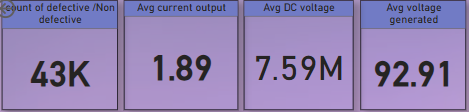 count of defective /Non
defective
43K
Avg current output
1.89
Avg DC voltage
7.59M
Avg voltage
generated
92.91